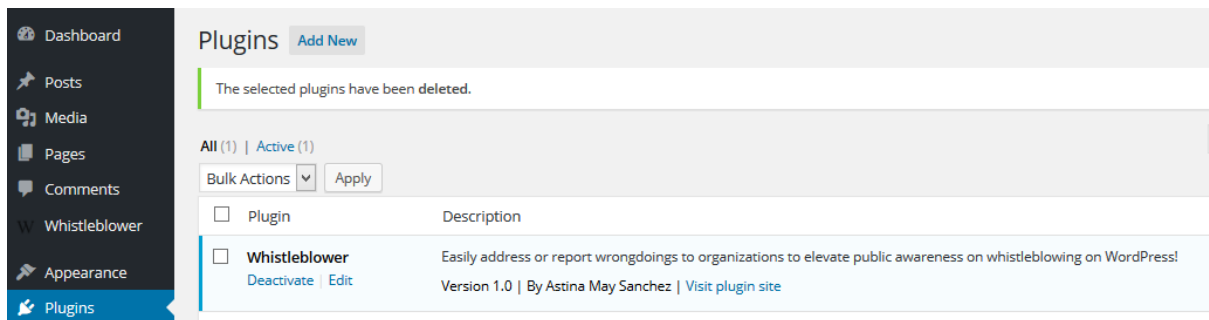 Dashboard
Posts
Media
Pages
Comments
Whistleblower
Appearance
Plugins
Plugins Add New
The selected plugins have been deleted.
All (1) | Active (1)
Bulk Actions Apply
Plugin Description
Whistleblower Easily address or report wrongdoings to organizations to elevate public awareness on whistleblowing on WordPress!
Deactivate | Edit Version 1.0 | By Astina May Sanchez | Visit plugin site